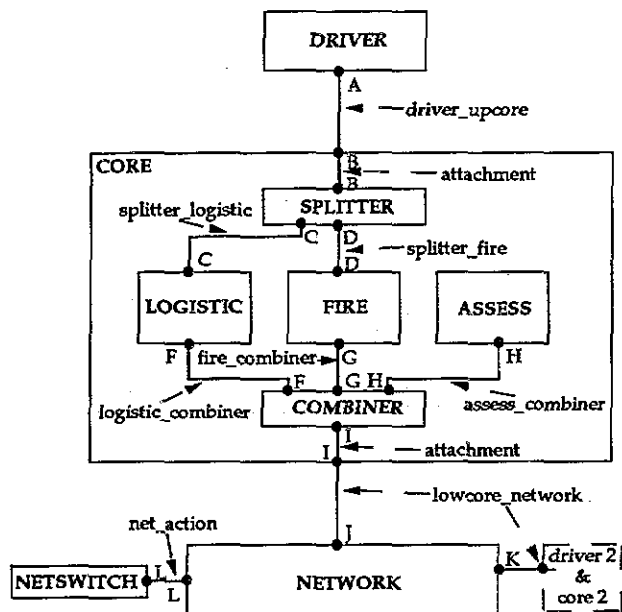 DRIVER
A
driver_upcore
CORE
B
attachment
B
SPLITTER
splitter_logistic
C
D
splitter_fire
C
D
LOGISTIC
FIRE
ASSESS
F
fire_combiner
G
H
F
G
H
logistic_combiner
COMBINER
assess_combiner
I
attachment
I
lowcore_network
net_action
J
K
driver 2
&
core 2
L
NETSWITCH
L
NETWORK